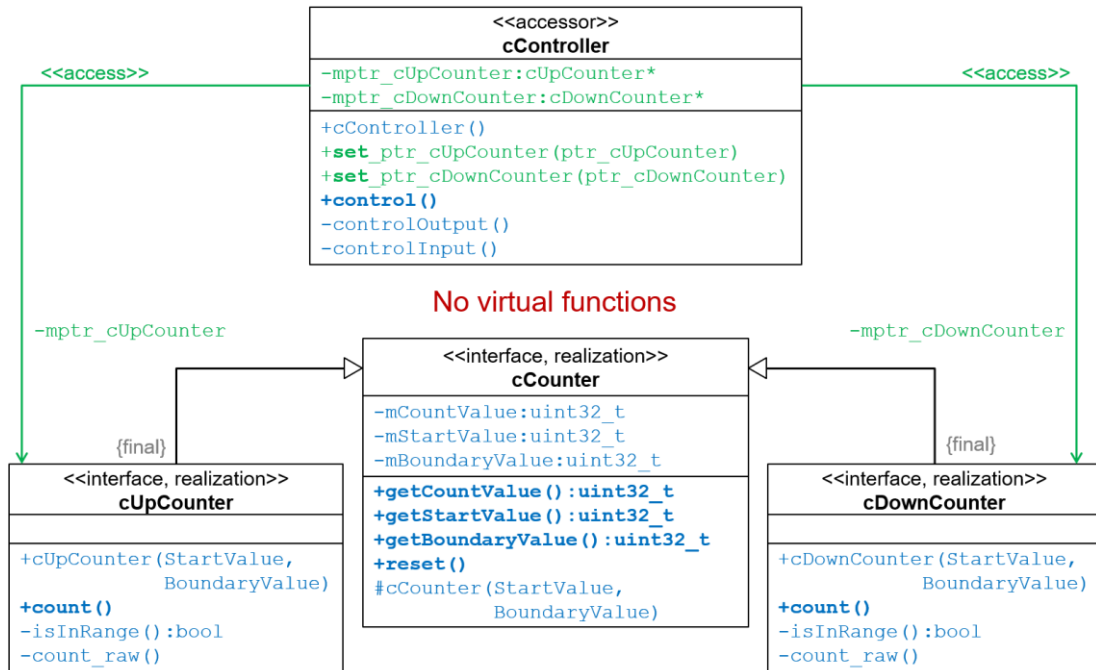 <<accessor>>
cController
-mptr_cUpCounter:cUpCounter*
-mptr_cDownCounter:cDownCounter*
+cController()
+set_ptr_cUpCounter(ptr_cUpCounter)
+set_ptr_cDownCounter(ptr_cDownCounter)
+control()
-controlOutput()
-controlInput()
<<access>>
<<access>>
No virtual functions
-mptr_cUpCounter
-mptr_cDownCounter
<<interface, realization>>
cCounter
-mCountValue:uint32_t
-mStartValue:uint32_t
-mBoundaryValue:uint32_t
+getCountValue():uint32_t
+getStartValue():uint32_t
+getBoundaryValue():uint32_t
+reset()
#cCounter(StartValue,
BoundaryValue)
{final}
{final}
<<interface, realization>>
cUpCounter
+cUpCounter(StartValue,
BoundaryValue)
+count()
-isInRange():bool
-count_raw()
<<interface, realization>>
cDownCounter
+cDownCounter(StartValue,
BoundaryValue)
+count()
-isInRange():bool
-count_raw()